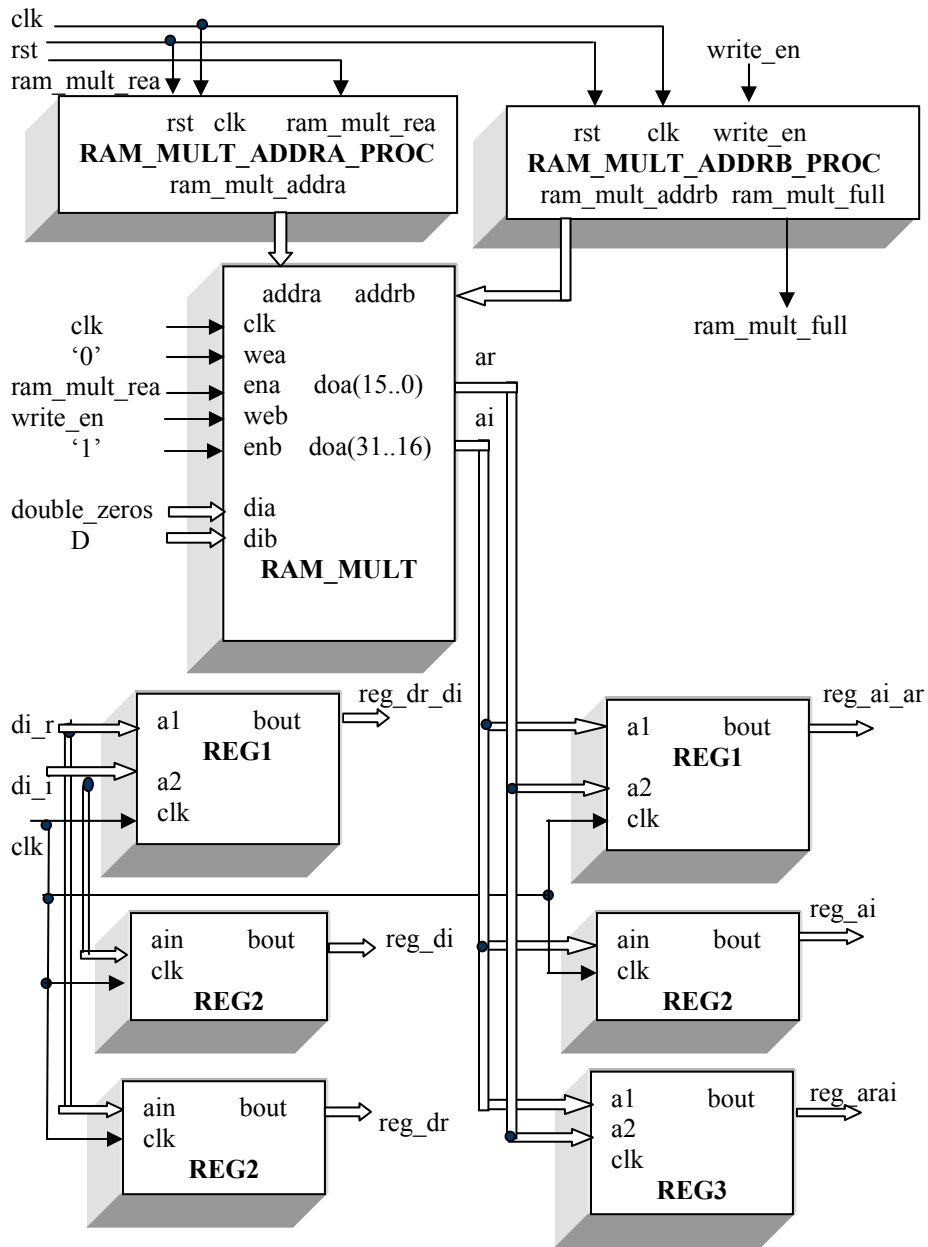 clk
rst
ram_mult_rea
write_en
rst clk ram_mult_rea
RAM_MULT_ADDRA_PROC
ram_mult_addra
rst clk write_en
RAM_MULT_ADDRB_PROC
ram_mult_addrb ram_mult_full
ram_mult_full
addra addrb
clk
‘0’
ram_mult_rea
write_en
‘1’
double_zeros
D
clk
wea
ena doa(15..0)
web
enb doa(31..16)
dia
dib
RAM_MULT
ar
ai
di_r
di_i
clk
a1 bout
REG1
a2
clk
reg_dr_di
a1 bout
REG1
a2
clk
reg_ai_ar
ain bout
clk
REG2
reg_di
ain bout
clk
REG2
reg_ai
ain bout
clk
REG2
reg_dr
a1 bout
a2
clk
REG3
reg_arai